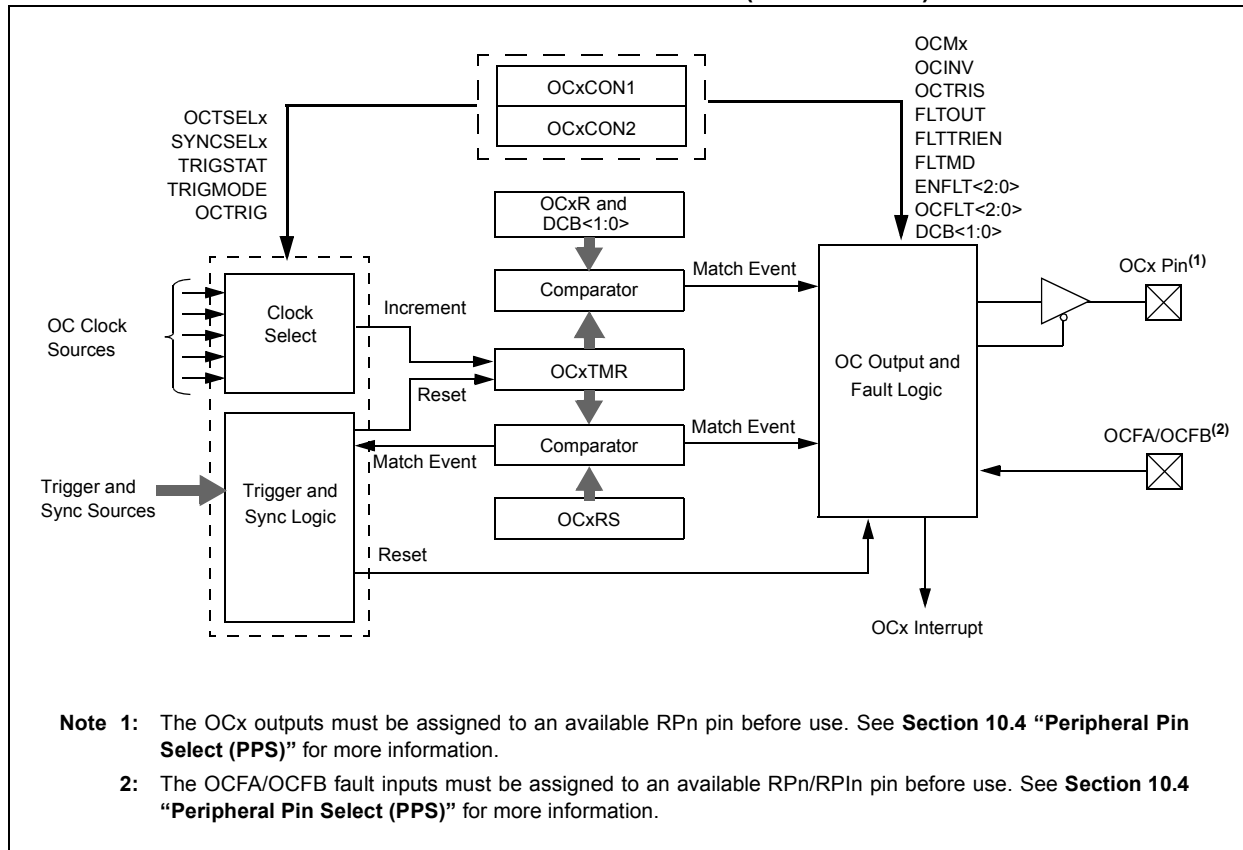 OCxCON1
OCxCON2
OCTSELx
SYNCSELx
TRIGSTAT
TRIGMODE
OCTRIG
OCMx
OCINV
OCTRIS
FLTOUT
FLTTRIEN
FLTMD
ENFLT<2:0>
OCFLT<2:0>
DCB<1:0>
OCxR and
DCB<1:0>
Match Event
Comparator
OC Clock
Sources
Clock
Select
Increment
OCxTMR
Reset
OC Output and
Fault Logic
OCx Pin(1)
Match Event
Comparator
Match Event
OCFA/OCFB(2)
Trigger and
Sync Sources
Trigger and
Sync Logic
OCxRS
Reset
OCx Interrupt
Note 1: The OCx outputs must be assigned to an available RPn pin before use. See Section 10.4 “Peripheral Pin
Select (PPS)” for more information.
2: The OCFA/OCFB fault inputs must be assigned to an available RPn/RPIn pin before use. See Section 10.4
“Peripheral Pin Select (PPS)” for more information.